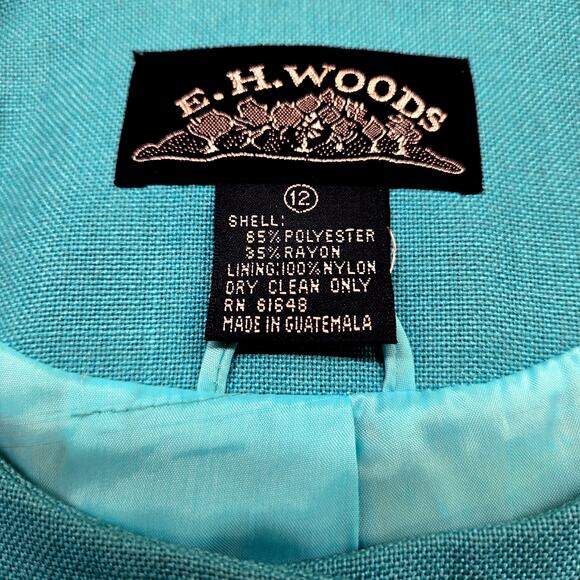 E.H.WOODS
12
SHELL:
65% POLYESTER
35% RAYON
LINING:100% NYLON
DRY CLEAN ONLY
RN 61648
MADE IN GUATEMALA